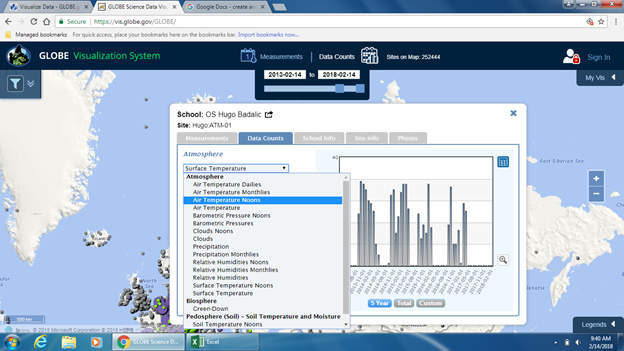 Visualize Data - GLOBE.g
GLOBE Science Data Visu
Google Docs - create an
Secure
https://vis.globe.gov/GLOBE/
Managed bookmarks
For quick access, place your bookmarks here on the bookmarks bar. Import bookmarks now...
GLOBE Visualization System
Measurements
Data Counts
Sites on Map: 252444
Sign In
2013-02-14 to 2018-02-14
My Vis
School: OS Hugo Badalic
Site: Hugo:ATM-01
Measurements
Data Counts
School Info
Site Info
Photos
Atmosphere
Surface Temperature
Atmosphere
Air Temperature Dailies
Air Temperature Monthlies
Air Temperature Noons
Air Temperature
Barometric Pressure Noons
Barometric Pressures
Clouds Noons
Clouds
Precipitation
Precipitation Monthlies
Relative Humidities Noons
Relative Humidities Monthlies
Relative Humidities
Surface Temperature Noons
Surface Temperature
Biosphere
Green-Down
Pedosphere (Soil) - Soil Temperature and Moisture
Soil Temperature Noons
40
5 Year
Total
Custom
East Siberian Sea
ICELAND
North
Sea
500 km
Legends
GLOBE Science D...
Excel
9:40 AM
2/14/2018